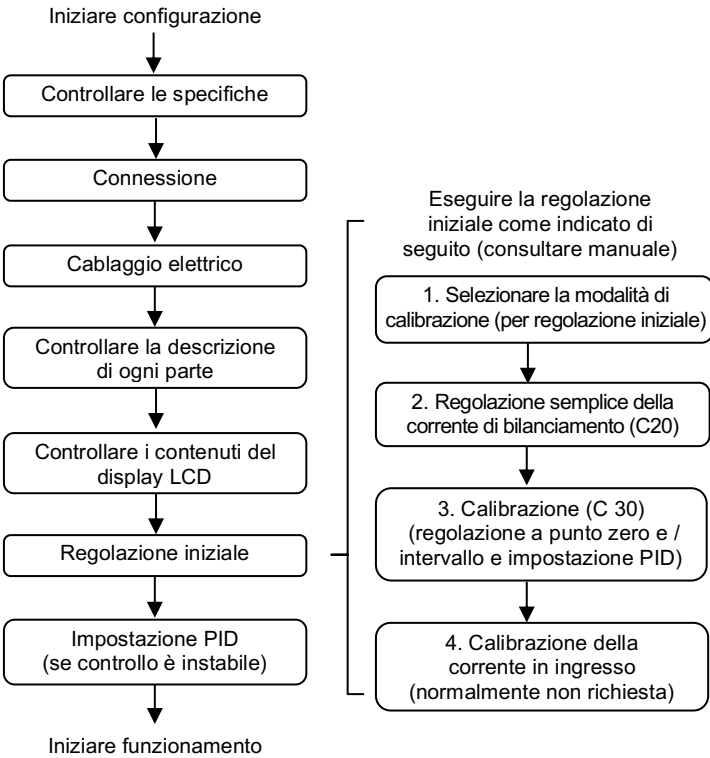 Iniziare configurazione
Controllare le specifiche
Connessione
Cablaggio elettrico
Controllare la descrizione
di ogni parte
Controllare i contenuti del
display LCD
Regolazione iniziale
Impostazione PID
(se controllo è instabile)
Iniziare funzionamento
Eseguire la regolazione
iniziale come indicato di
seguito (consultare manuale)
1. Selezionare la modalità di
calibrazione (per regolazione iniziale)
2. Regolazione semplice della
corrente di bilanciamento (C20)
3. Calibrazione (C 30)
(regolazione a punto zero e /
intervallo e impostazione PID)
4. Calibrazione della
corrente in ingresso
(normalmente non richiesta)